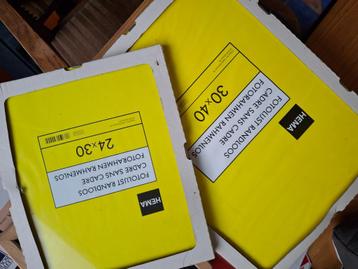 HEMA
FOTOLIJST RANDLOOS
CADRE SANS CADRE
FOTORAHMEN RAHMENLOS
24x30
HEMA
FOTOLIJST RANDLOOS
CADRE SANS CADRE
FOTORAHMEN RAHMENLOS
30x40